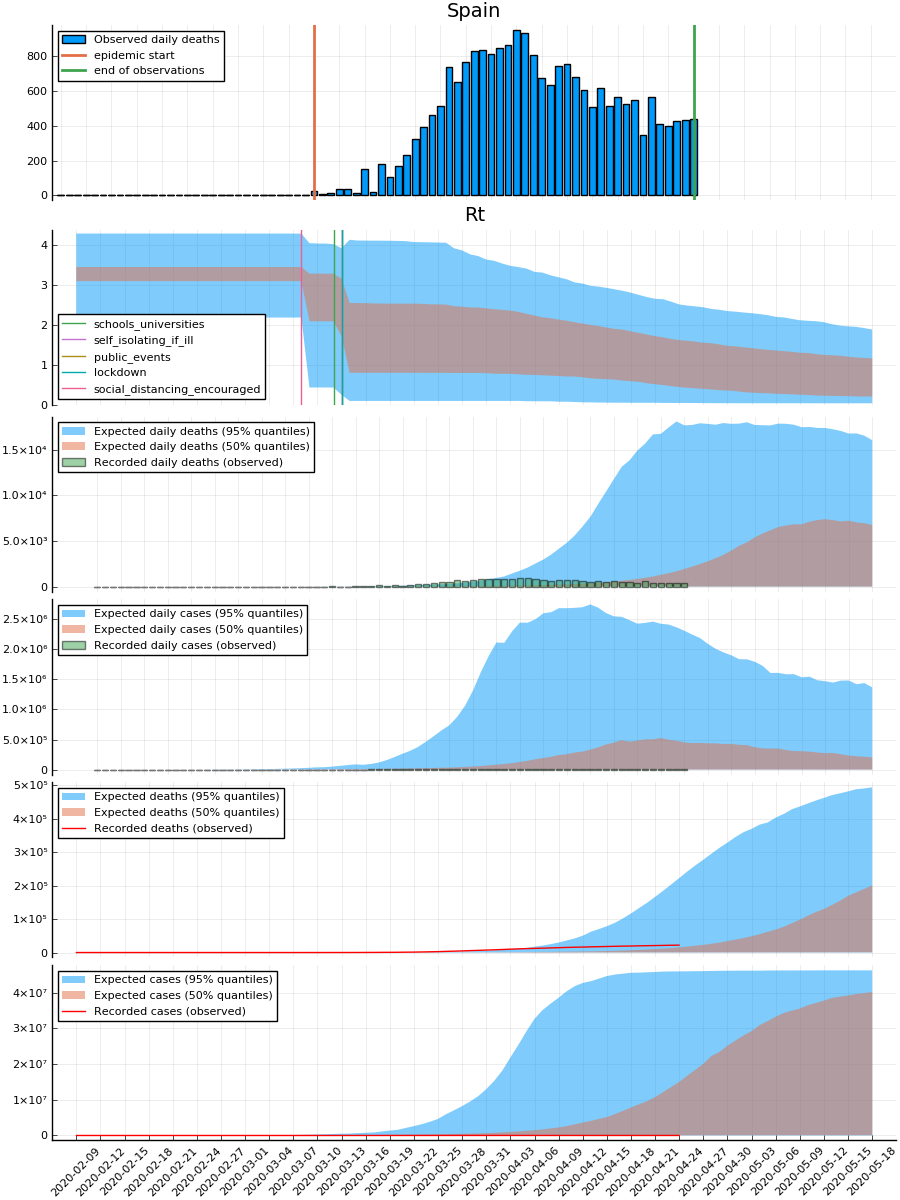 Spain
Observed daily deaths
epidemic start
end of observations
800
600
400
200
0
Rt
4
3
2
1
0
schools_universities
self_isolating_if_ill
public_events
lockdown
social_distancing_encouraged
Expected daily deaths (95% quantiles)
Expected daily deaths (50% quantiles)
Recorded daily deaths (observed)
1.5×10⁴
1.0×10⁴
5.0×10³
0
Expected daily cases (95% quantiles)
Expected daily cases (50% quantiles)
Recorded daily cases (observed)
2.5×10⁶
2.0×10⁶
1.5×10⁶
1.0×10⁶
5.0×10⁵
0
Expected deaths (95% quantiles)
Expected deaths (50% quantiles)
Recorded deaths (observed)
5×10⁵
4×10⁵
3×10⁵
2×10⁵
1×10⁵
0
Expected cases (95% quantiles)
Expected cases (50% quantiles)
Recorded cases (observed)
4×10⁷
3×10⁷
2×10⁷
1×10⁷
0
2020-02-09
2020-02-12
2020-02-15
2020-02-18
2020-02-21
2020-02-24
2020-02-27
2020-03-01
2020-03-04
2020-03-07
2020-03-10
2020-03-13
2020-03-16
2020-03-19
2020-03-22
2020-03-25
2020-03-28
2020-03-31
2020-04-03
2020-04-06
2020-04-09
2020-04-12
2020-04-15
2020-04-18
2020-04-21
2020-04-24
2020-04-27
2020-04-30
2020-05-03
2020-05-06
2020-05-09
2020-05-12
2020-05-15
2020-05-18